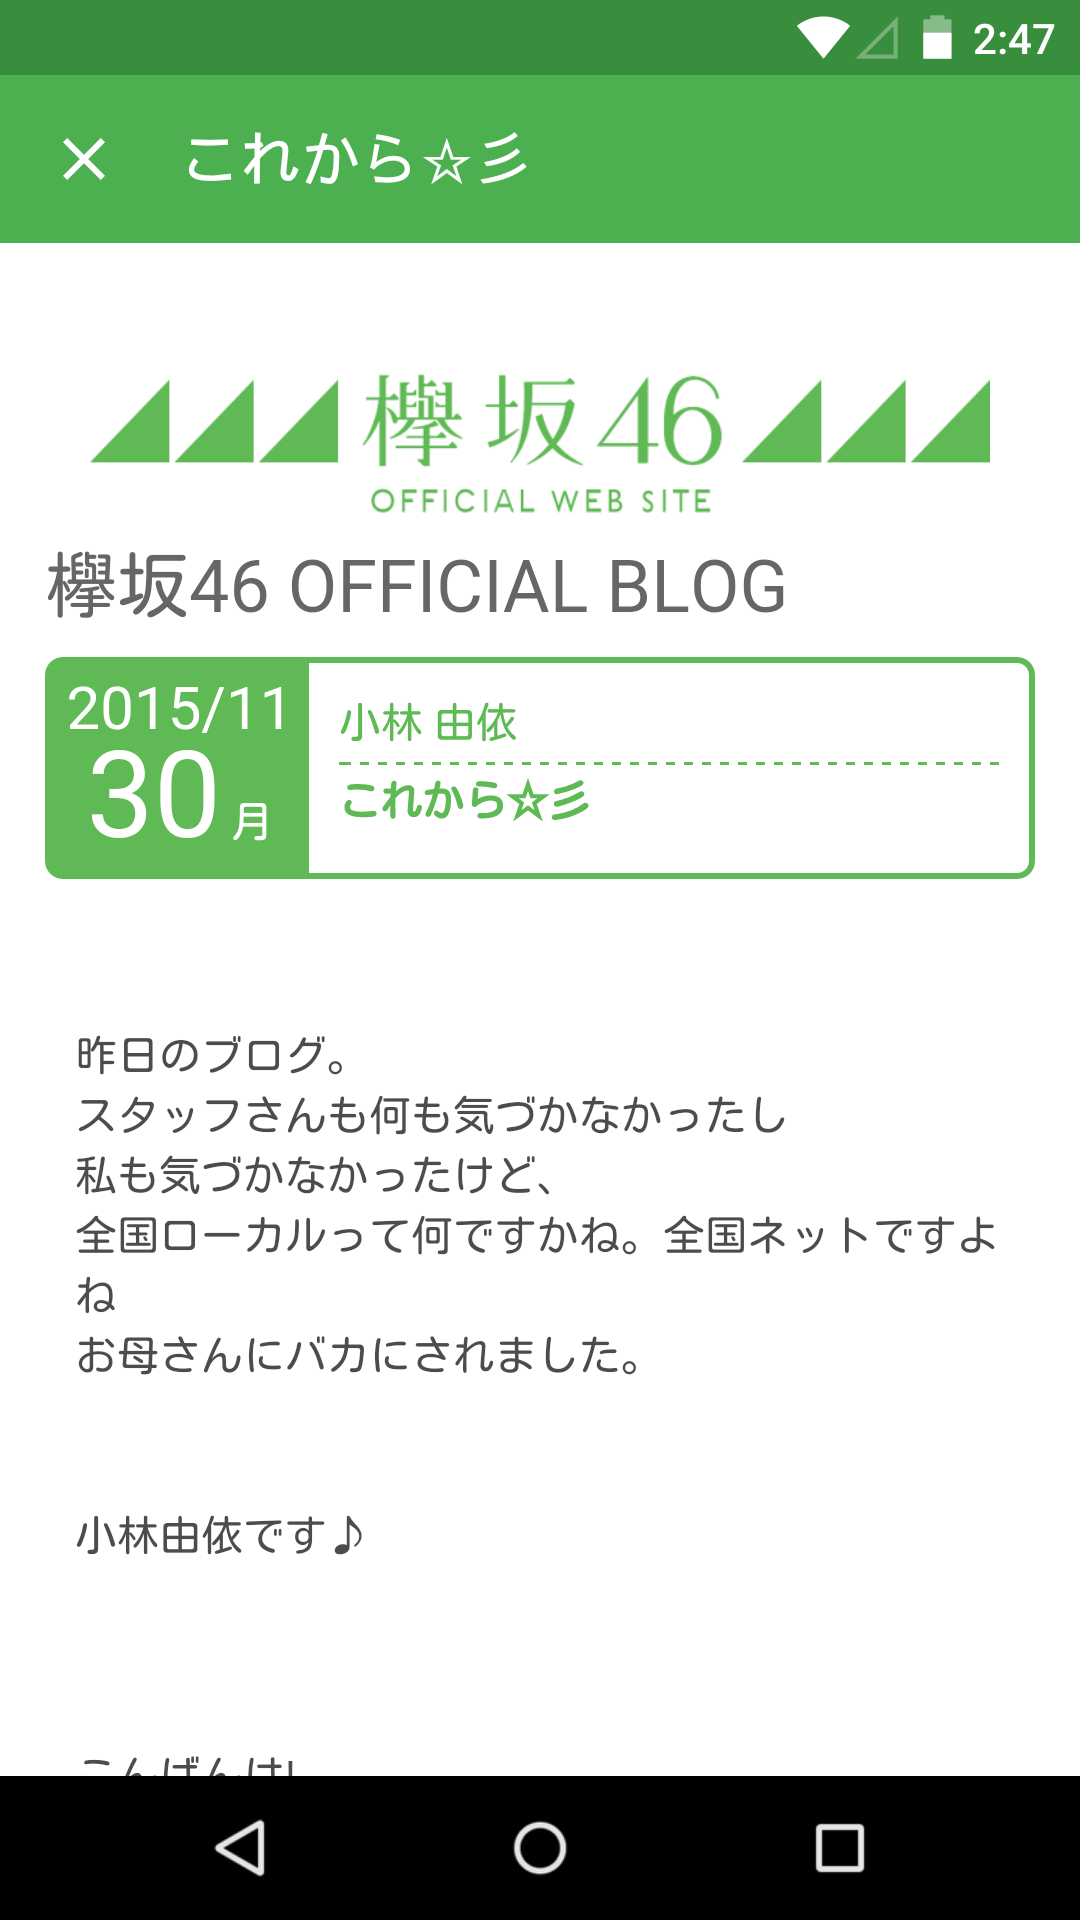 2:47
これから☆彡
欅坂46
OFFICIAL WEB SITE
欅坂46 OFFICIAL BLOG
2015/11
30 月
小林 由依
これから☆彡
昨日のブログ。
スタッフさんも何も気づかなかったし
私も気づかなかったけど、
全国ローカルって何ですかね。全国ネットですよ
ね
お母さんにバカにされました。
小林由依です♪
こんばんは!